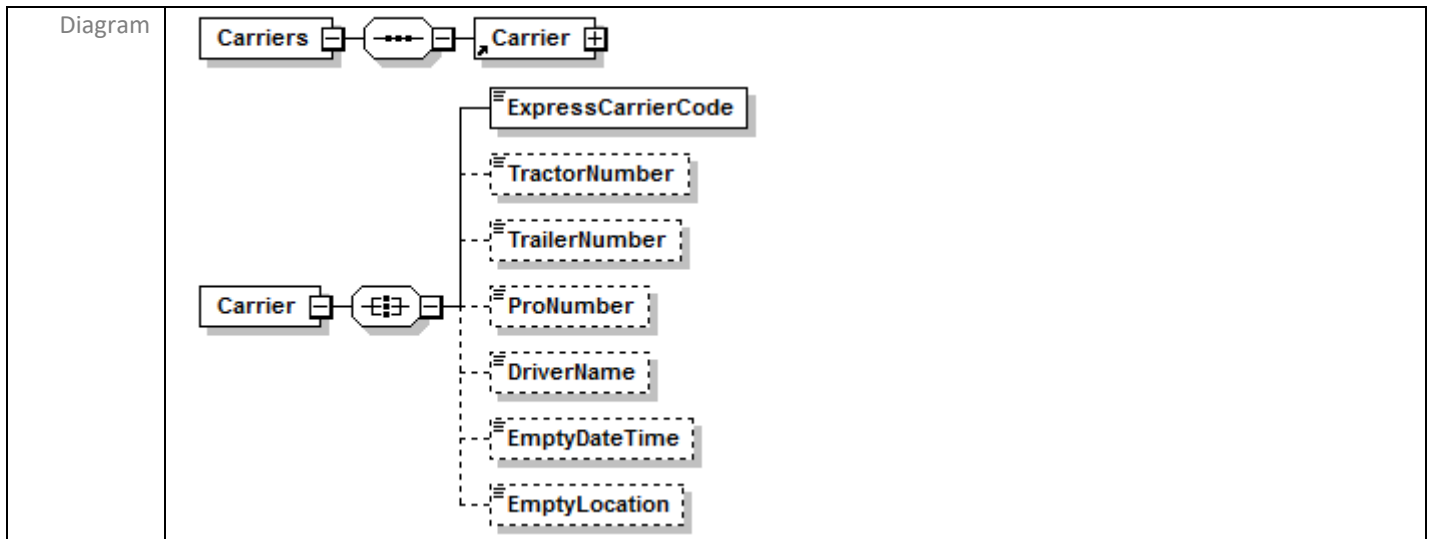 Diagram
Carriers
Carrier
ExpressCarrierCode
TractorNumber
TrailerNumber
Carrier
ProNumber
DriverName
EmptyDateTime
EmptyLocation